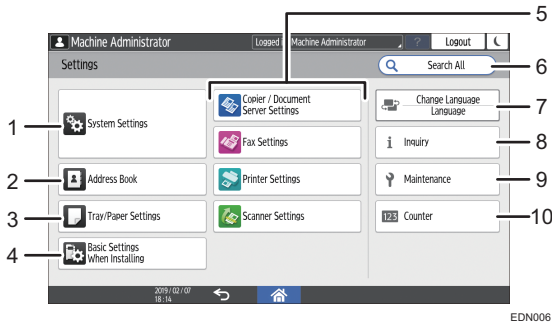 5
Machine Administrator
Logged in Machine Administrator
?
Logout
Settings
Search All
6
1
System Settings
Copier / Document
Server Settings
Change Language
Language
7
Fax Settings
i
Inquiry
8
2
Address Book
Printer Settings
Maintenance
9
3
Tray/Paper Settings
Scanner Settings
123
Counter
10
4
Basic Settings
When Installing
2019 / 02 / 07
18 : 14
EDN006